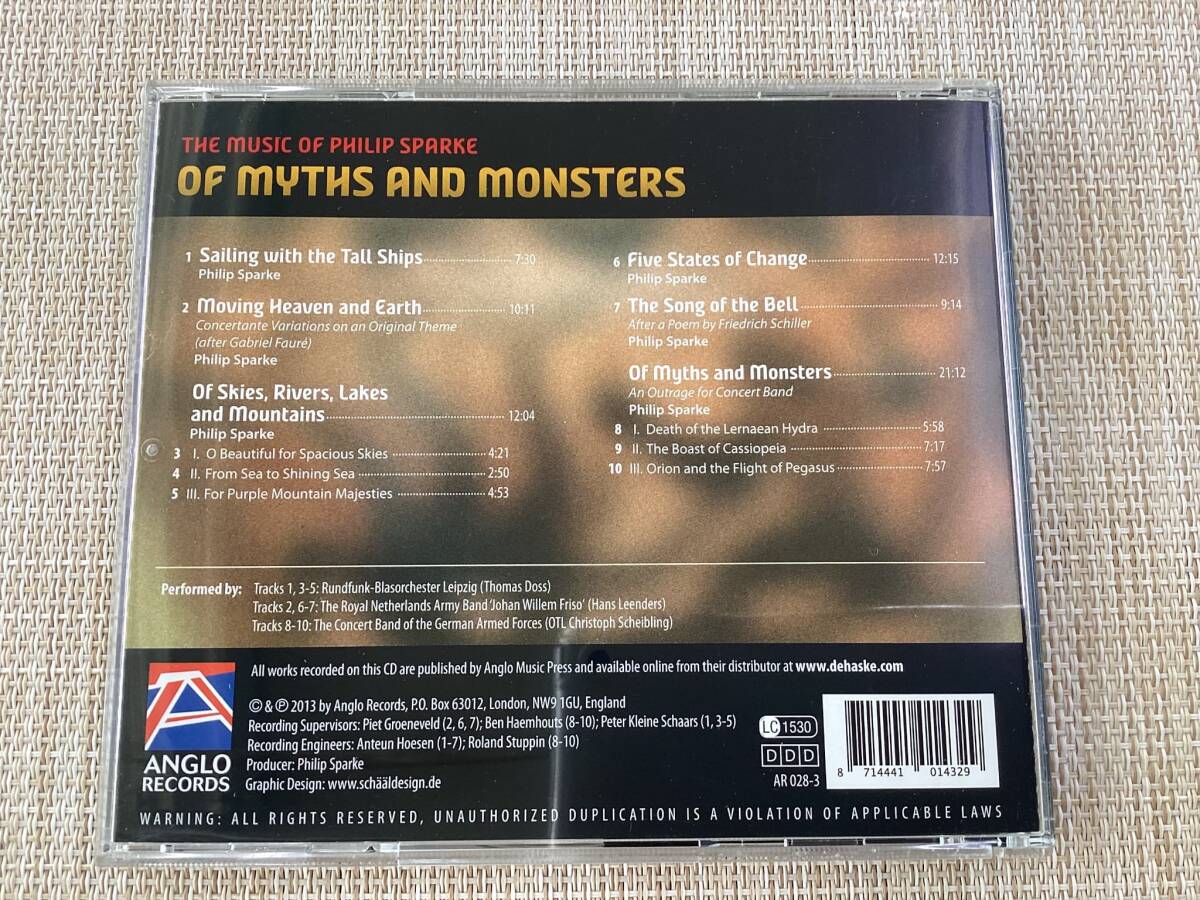 THE MUSIC OF PHILIP SPARKE
OF MYTHS AND MONSTERS
1 Sailing with the Tall Ships 7:30
Philip Sparke
2 Moving Heaven and Earth 10:11
Concertante Variations on an Original Theme
(after Gabriel Fauré)
Philip Sparke
Of Skies, Rivers, Lakes
and Mountains 12:04
Philip Sparke
3 I. O Beautiful for Spacious Skies 4:21
4 II. From Sea to Shining Sea 2:50
5 III. For Purple Mountain Majesties 4:53
6 Five States of Change 12:15
Philip Sparke
7 The Song of the Bell 9:14
After a Poem by Friedrich Schiller
Philip Sparke
Of Myths and Monsters 21:12
An Outrage for Concert Band
Philip Sparke
8 I. Death of the Lernaean Hydra 5:58
9 II. The Boast of Cassiopeia 7:17
10 III. Orion and the Flight of Pegasus 7:57
Performed by: Tracks 1, 3-5: Rundfunk-Blasorchester Leipzig (Thomas Doss)
Tracks 2, 6-7: The Royal Netherlands Army Band 'Johan Willem Friso' (Hans Leenders)
Tracks 8-10: The Concert Band of the German Armed Forces (OTL Christoph Scheibling)
All works recorded on this CD are published by Anglo Music Press and available online from their distributor at www.dehaske.com
© & ℗ 2013 by Anglo Records, P.O. Box 63012, London, NW9 1GU, England
Recording Supervisors: Piet Groeneveld (2, 6, 7); Ben Haemhouts (8-10); Peter Kleine Schaars (1, 3-5)
Recording Engineers: Anteun Hoesen (1-7); Roland Stuppin (8-10)
Producer: Philip Sparke
Graphic Design: www.schääldesign.de
ANGLO
RECORDS
LC 1530
DDD
AR 028-3
8 714441 014329
WARNING: ALL RIGHTS RESERVED, UNAUTHORIZED DUPLICATION IS A VIOLATION OF APPLICABLE LAWS